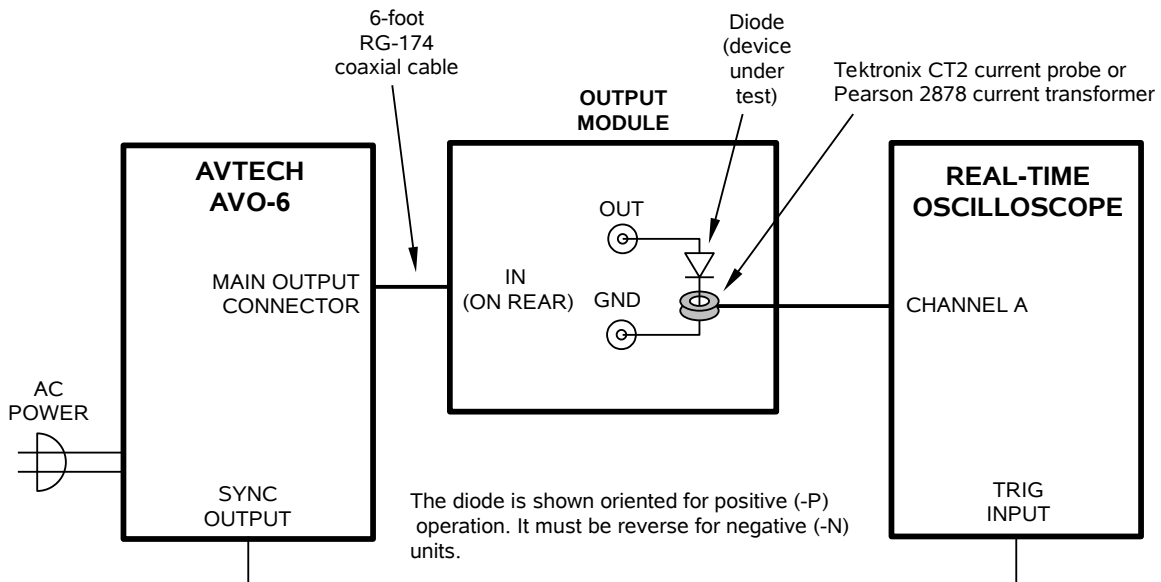 6-foot
RG-174
coaxial cable
Diode
(device
under
test)
Tektronix CT2 current probe or
Pearson 2878 current transformer
OUTPUT
MODULE
AVTECH
AVO-6
REAL-TIME
OSCILLOSCOPE
OUT
MAIN OUTPUT
CONNECTOR
IN
(ON REAR)
GND
CHANNEL A
AC
POWER
SYNC
OUTPUT
The diode is shown oriented for positive (-P)
operation. It must be reverse for negative (-N)
units.
TRIG
INPUT